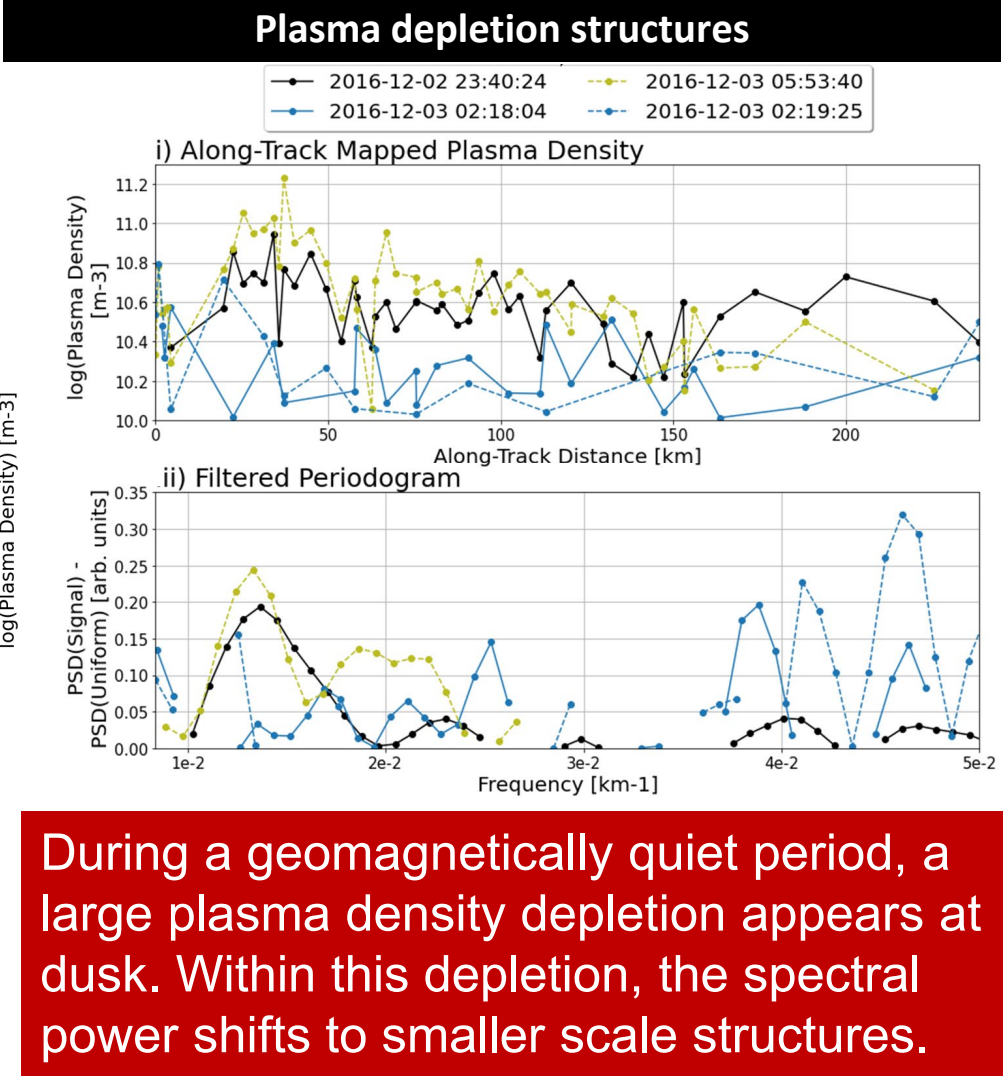 Plasma depletion structures
2016-12-02 23:40:24
2016-12-03 05:53:40
2016-12-03 02:18:04
2016-12-03 02:19:25
i) Along-Track Mapped Plasma Density
log(Plasma Density)
[m-3]
11.2
11.0
10.8
10.6
10.4
10.2
10.0
0
50
100
150
200
Along-Track Distance [km]
log(Plasma Density) [m-3]
ii) Filtered Periodogram
PSD(Signal) -
PSD(Uniform) [arb. units]
0.35
0.30
0.25
0.20
0.15
0.10
0.05
0.00
1e-2
2e-2
3e-2
4e-2
5e-2
Frequency [km-1]
During a geomagnetically quiet period, a
large plasma density depletion appears at
dusk. Within this depletion, the spectral
power shifts to smaller scale structures.